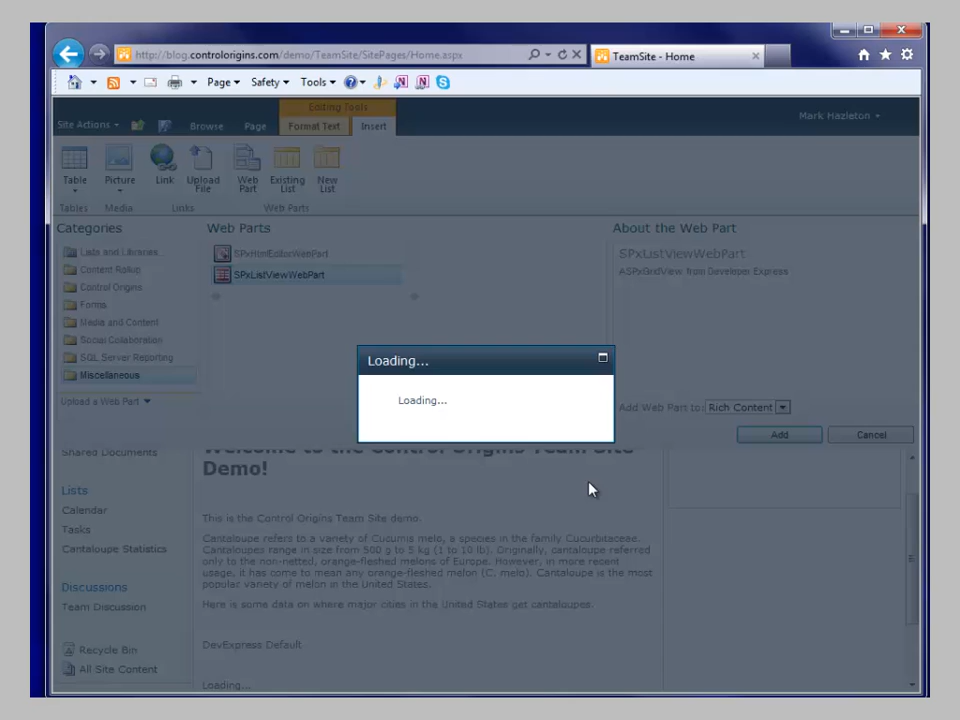 http://blog.controlorigins.com/demo/TeamSite/SitePages/Home.aspx
TeamSite - Home
Page
Safety
Tools
Editing Tools
Site Actions
Browse
Page
Format Text
Insert
Mark Hazleton
Table
Picture
Link
Upload File
Web Part
Existing List
New List
Tables
Media
Links
Web Parts
Categories
Web Parts
About the Web Part
Lists and Libraries
Content Rollup
Control Origins
Forms
Media and Content
Social Collaboration
SQL Server Reporting
Miscellaneous
Upload a Web Part
SPxHtmlEditorWebPart
SPxListViewWebPart
SPxListViewWebPart
ASPxGridView from Developer Express
Loading...
Loading...
Add Web Part to: Rich Content
Add
Cancel
Shared Documents
Lists
Calendar
Tasks
Cantaloupe Statistics
Discussions
Team Discussion
Recycle Bin
All Site Content
Welcome to the Control Origins Team Site
Demo!
This is the Control Origins Team Site demo.
Cantaloupe refers to a variety of Cucumis melo, a species in the family Cucurbitaceae.
Cantaloupes range in size from 500 g to 5 kg (1 to 10 lb). Originally, cantaloupe referred
only to the non-netted, orange-fleshed melons of Europe. However, in more recent
usage, it has come to mean any orange-fleshed melon (C. melo). Cantaloupe is the most
popular variety of melon in the United States.
Here is some data on where major cities in the United States get cantaloupes.
DevExpress Default
Loading...